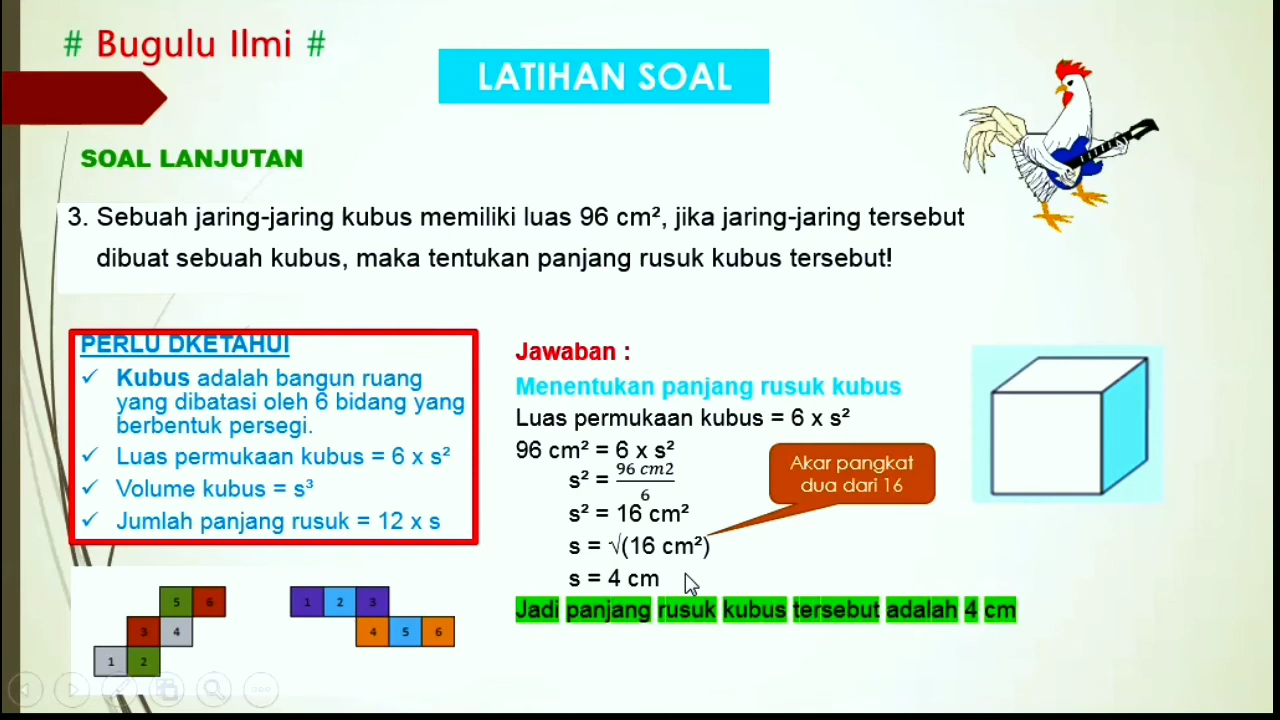 # Bugulu Ilmi #
LATIHAN SOAL
SOAL LANJUTAN
3. Sebuah jaring-jaring kubus memiliki luas 96 cm², jika jaring-jaring tersebut
dibuat sebuah kubus, maka tentukan panjang rusuk kubus tersebut!
PERLU DKETAHUI
✓ Kubus adalah bangun ruang
yang dibatasi oleh 6 bidang yang
berbentuk persegi.
✓ Luas permukaan kubus = 6 x s²
✓ Volume kubus = s³
✓ Jumlah panjang rusuk = 12 x s
Jawaban :
Menentukan panjang rusuk kubus
Luas permukaan kubus = 6 x s²
96 cm² = 6 x s²
s² = 96 cm2 / 6
s² = 16 cm²
s = √(16 cm²)
s = 4 cm
Jadi panjang rusuk kubus tersebut adalah 4 cm
Akar pangkat
dua dari 16
5 6
3 4
1 2
1 2 3
4 5 6